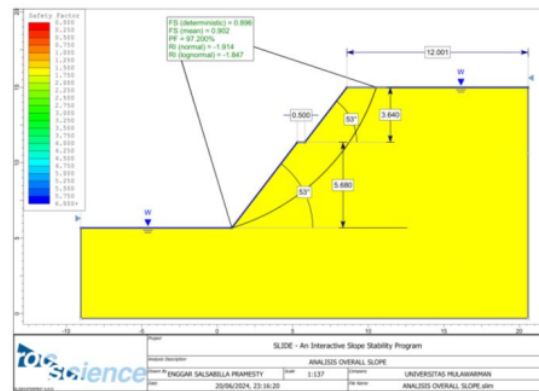 Safety Factor
0.000
0.250
0.500
0.750
1.000
1.250
1.500
1.750
2.000
2.250
2.500
2.750
3.000
3.250
3.500
3.750
4.000
4.250
4.500
4.750
5.000
5.250
5.500
5.750
6.000+
FS (deterministic) = 0.896
FS (mean) = 0.902
PF = 97.200%
RI (normal) = -1.914
RI (lognormal) = -1.847
12.001
W
0.500
53°
3.640
5.680
53°
W
15
10
5
0
-10
-5
0
5
10
15
20
rocscience
Project
SLIDE - An Interactive Slope Stability Program
Analysis Description
ANALISIS OVERALL SLOPE
Drawn By
ENGGAR SALSABILLA PRAMESTY
Scale
1:137
Company
UNIVERSITAS MULAWARMAN
Date
20/06/2024, 23:16:20
File Name
ANALISIS OVERALL SLOPE.slim